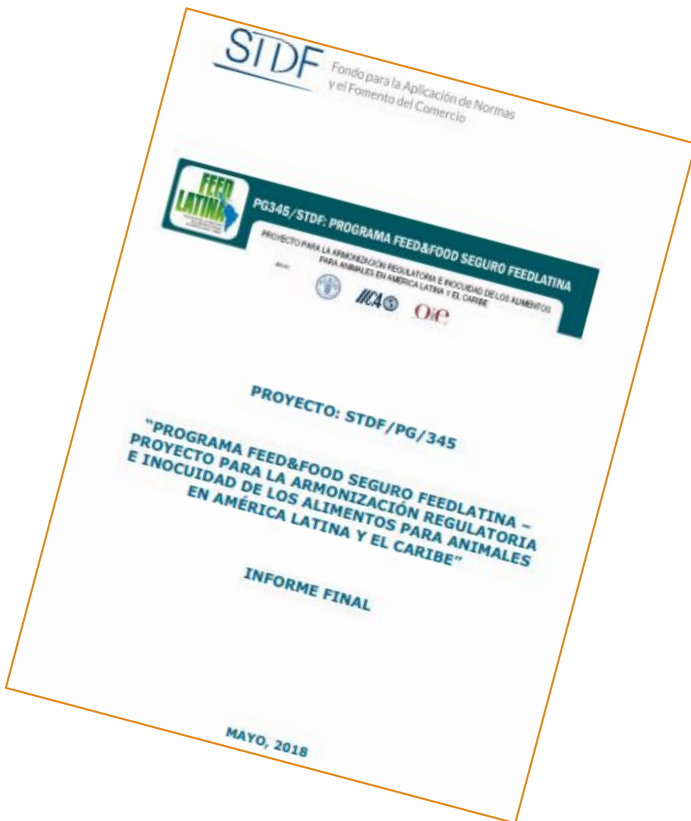 STDF
Fondo para la Aplicación de Normas
y el Fomento del Comercio
FEED
LATINA
PG345/STDF: PROGRAMA FEED&FOOD SEGURO FEEDLATINA
PROYECTO PARA LA ARMONIZACIÓN REGULATORIA E INOCUIDAD DE LOS ALIMENTOS
PARA ANIMALES EN AMÉRICA LATINA Y EL CARIBE
IICA
Oie
PROYECTO: STDF/PG/345
"PROGRAMA FEED&FOOD SEGURO FEEDLATINA –
PROYECTO PARA LA ARMONIZACIÓN REGULATORIA
E INOCUIDAD DE LOS ALIMENTOS PARA ANIMALES
EN AMÉRICA LATINA Y EL CARIBE"
INFORME FINAL
MAYO, 2018